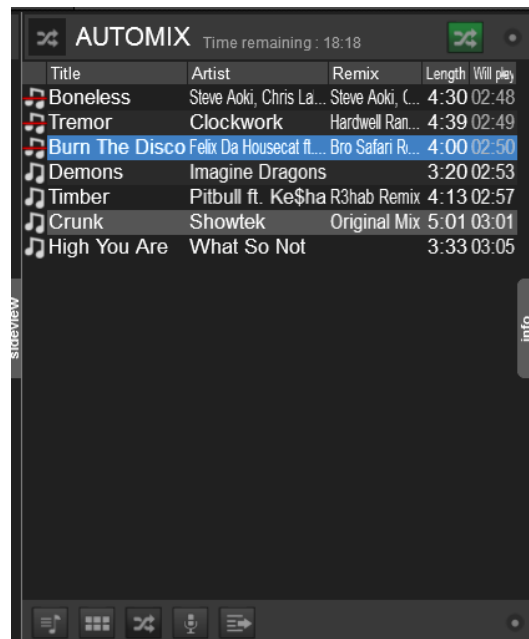 AUTOMIX Time remaining : 18:18
Title Artist Remix Length Will play
Boneless Steve Aoki, Chris La'... Steve Aoki, (... 4:30 02:48
Tremor Clockwork Hardwell Ran... 4:39 02:49
Burn The Disco Felix Da Housecat ft.... Bro Safari R... 4:00 02:50
Demons Imagine Dragons 3:20 02:53
Timber Pitbull ft. Ke$ha R3hab Remix 4:13 02:57
Crunk Showtek Original Mix 5:01 03:01
High You Are What So Not 3:33 03:05
sideview
info